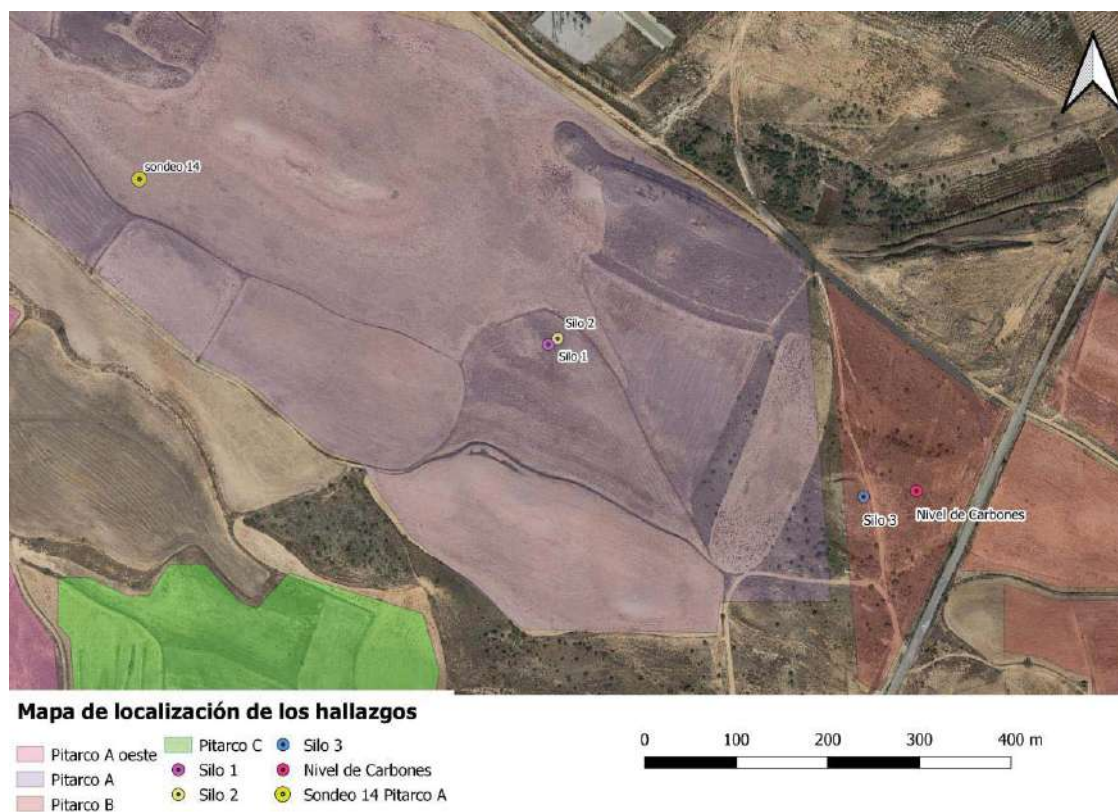 sondeo 14
Silo 2
Silo 1
Silo 3
Nivel de Carbones
Mapa de localización de los hallazgos
Pitarco A oeste
Pitarco A
Pitarco B
Pitarco C
Silo 1
Silo 2
Silo 3
Nivel de Carbones
Sondeo 14 Pitarco A
0 100 200 300 400 m